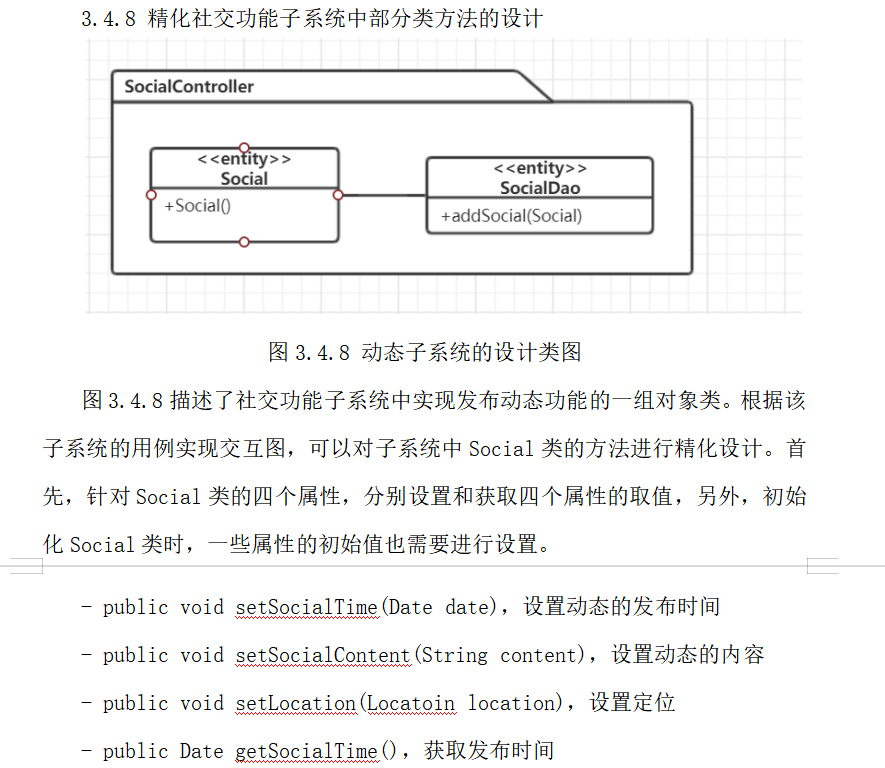 3.4.8 精化社交功能子系统中部分类方法的设计
SocialController
<<entity>>
Social
+Social()
<<entity>>
SocialDao
+addSocial(Social)
图 3.4.8 动态子系统的设计类图
图 3.4.8 描述了社交功能子系统中实现发布动态功能的一组对象类。根据该
子系统的用例实现交互图，可以对子系统中 Social 类的方法进行精化设计。首
先，针对 Social 类的四个属性，分别设置和获取四个属性的取值，另外，初始
化 Social 类时，一些属性的初始值也需要进行设置。
- public void setSocialTime(Date date)，设置动态的发布时间
- public void setSocialContent(String content)，设置动态的内容
- public void setLocation(Locatoin location)，设置定位
- public Date getSocialTime()，获取发布时间